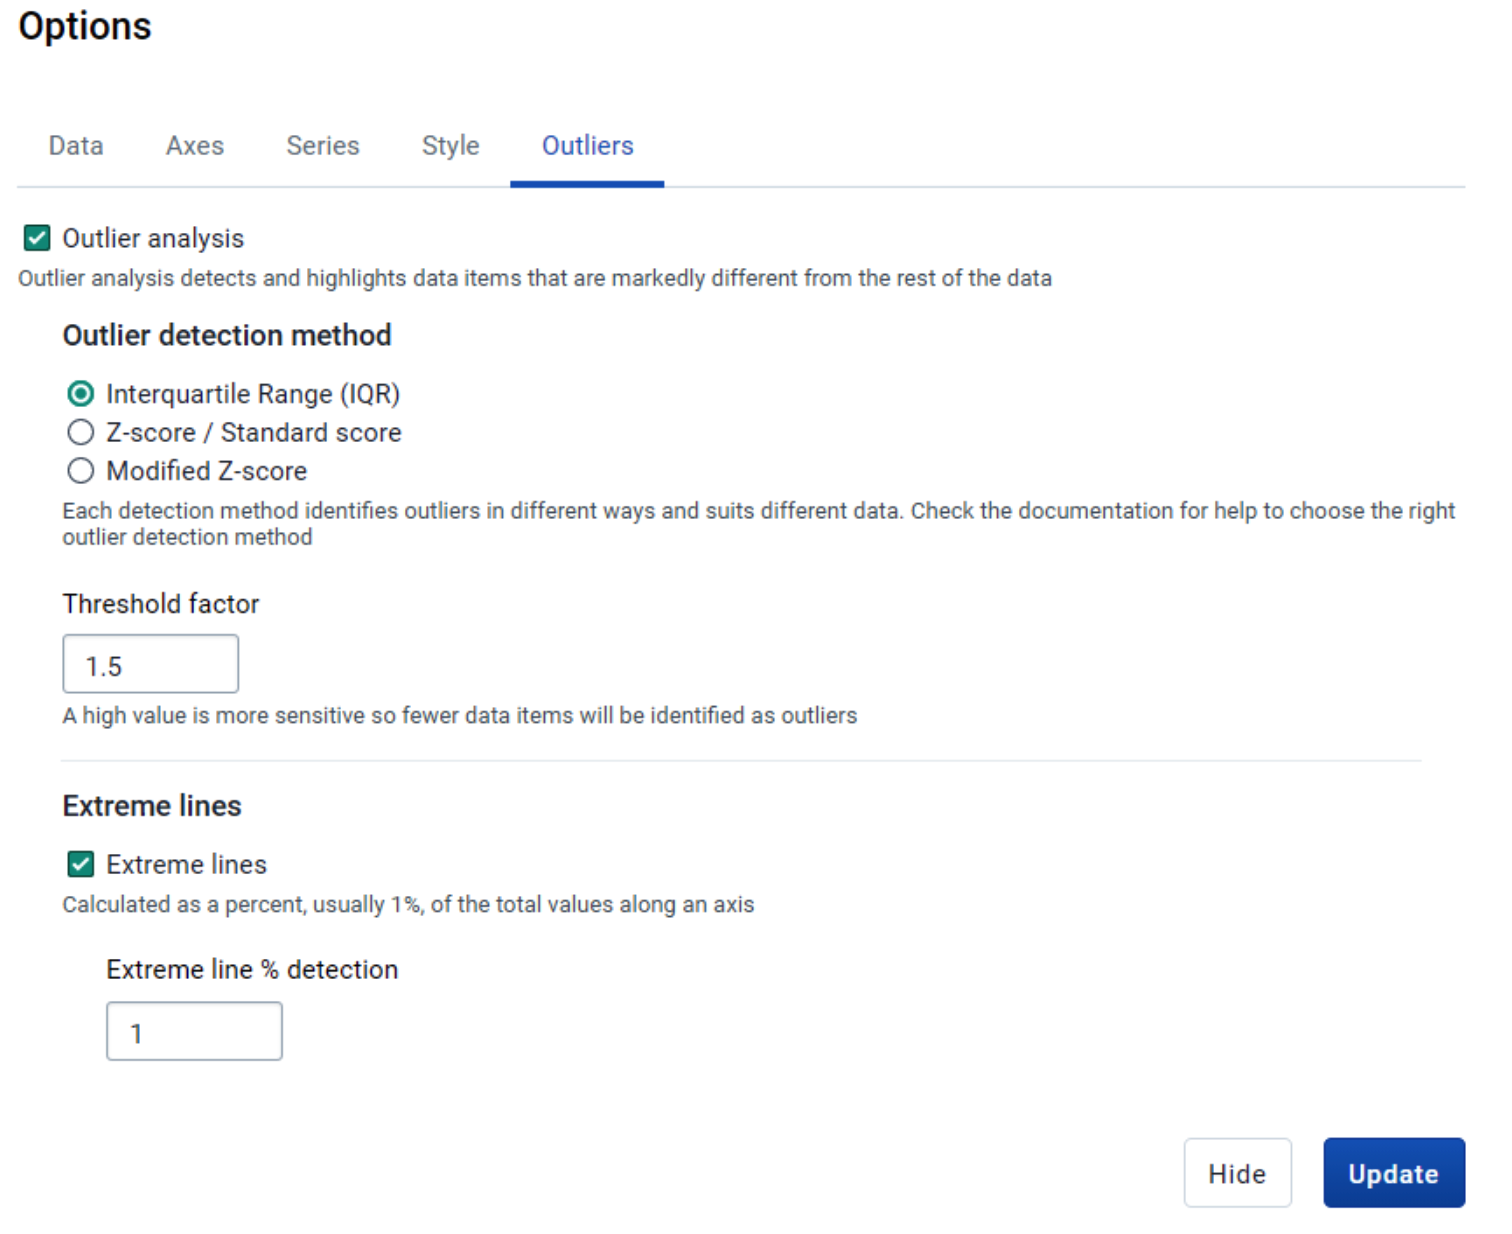 Options
Data Axes Series Style Outliers
Outlier analysis
Outlier analysis detects and highlights data items that are markedly different from the rest of the data
Outlier detection method
Interquartile Range (IQR)
Z-score / Standard score
Modified Z-score
Each detection method identifies outliers in different ways and suits different data. Check the documentation for help to choose the right
outlier detection method
Threshold factor
1.5
A high value is more sensitive so fewer data items will be identified as outliers
Extreme lines
Extreme lines
Calculated as a percent, usually 1%, of the total values along an axis
Extreme line % detection
1
Hide Update